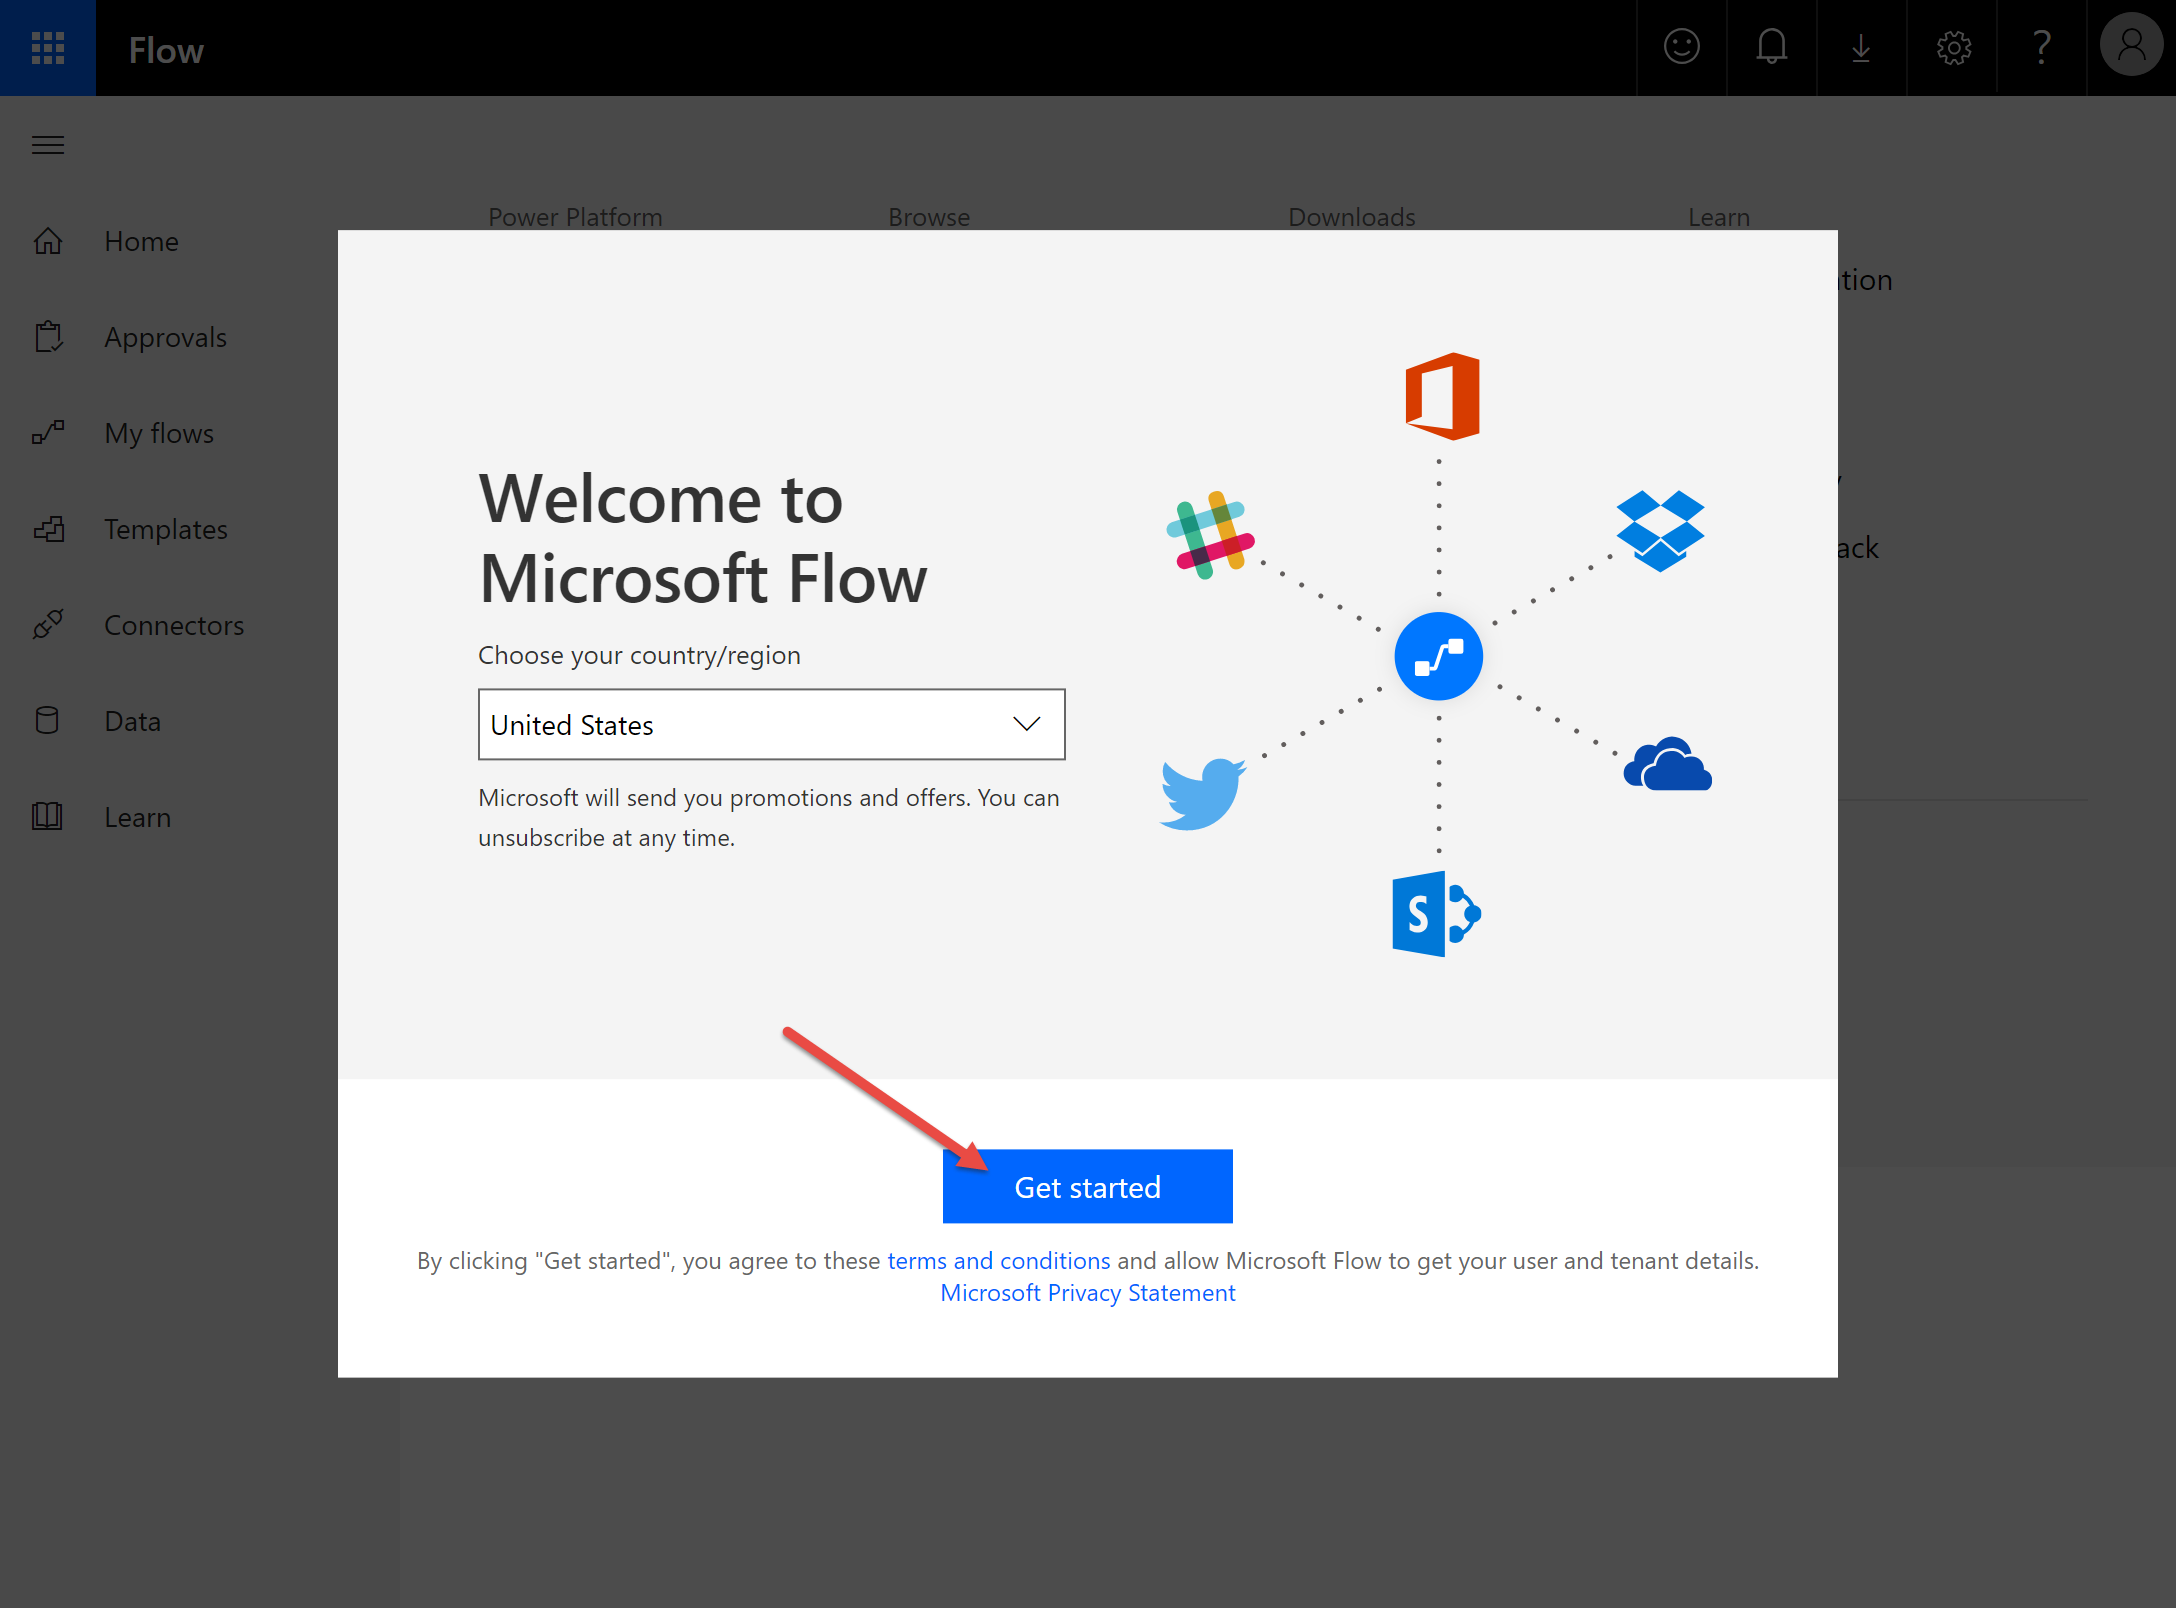 Flow
?
Power Platform
Browse
Downloads
Learn
Home
Approvals
My flows
Templates
Connectors
Data
Learn
Welcome to
Microsoft Flow
Choose your country/region
United States
Microsoft will send you promotions and offers. You can
unsubscribe at any time.
S
Get started
By clicking "Get started", you agree to these terms and conditions and allow Microsoft Flow to get your user and tenant details.
Microsoft Privacy Statement